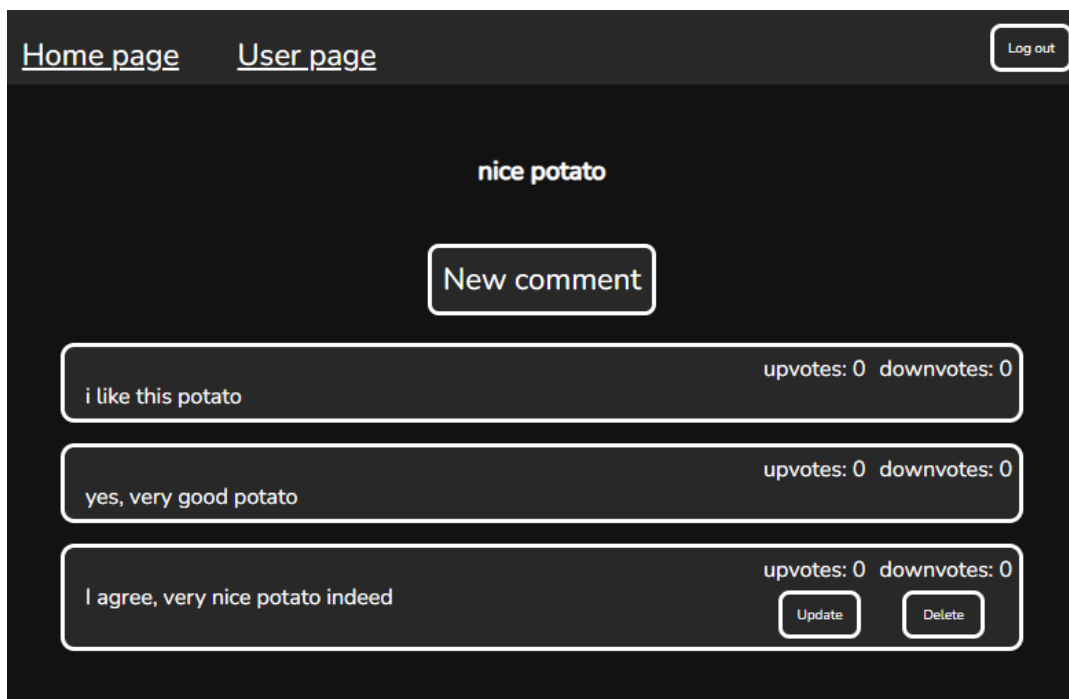 Home page User page Log out
nice potato
New comment
upvotes: 0 downvotes: 0
i like this potato
upvotes: 0 downvotes: 0
yes, very good potato
upvotes: 0 downvotes: 0
I agree, very nice potato indeed
Update Delete